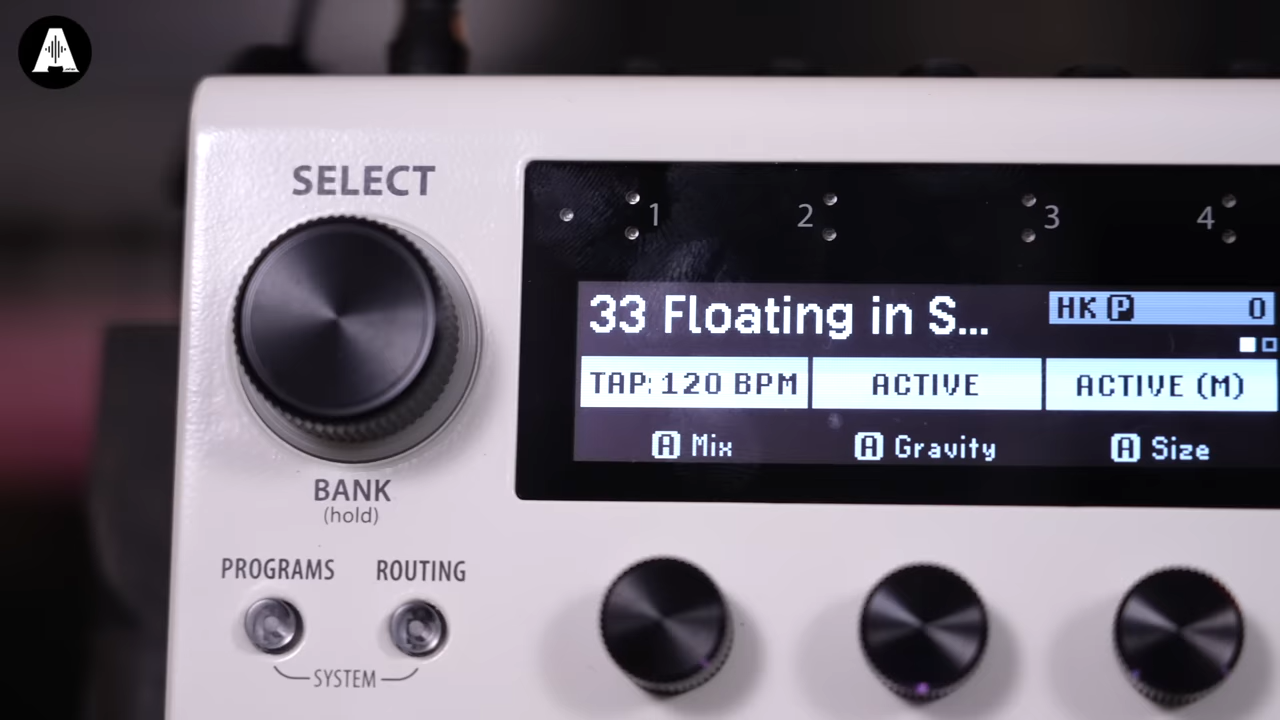 A
SELECT
1 2 3 4
33 Floating in S...
HK P 0
TAP: 120 BPM ACTIVE ACTIVE (M)
A Mix A Gravity A Size
BANK
(hold)
PROGRAMS ROUTING
SYSTEM